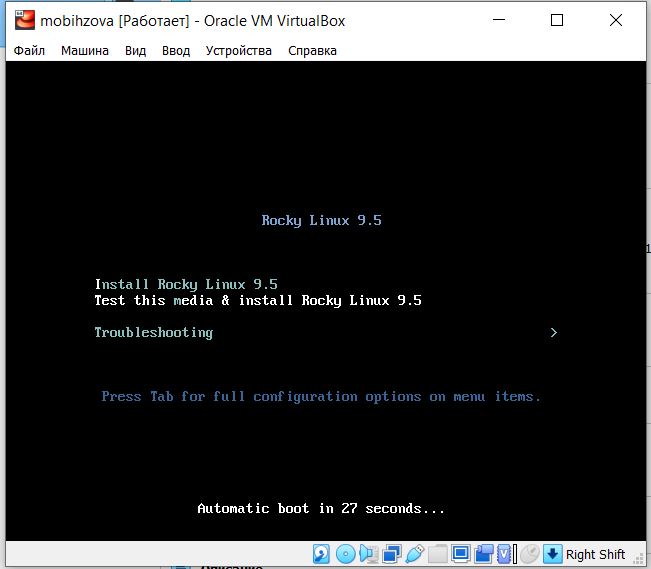 mobihzova [Работает] - Oracle VM VirtualBox
Файл Машина Вид Ввод Устройства Справка
Rocky Linux 9.5
Install Rocky Linux 9.5
Test this media & install Rocky Linux 9.5
Troubleshooting >
Press Tab for full configuration options on menu items.
Automatic boot in 27 seconds...
Right Shift